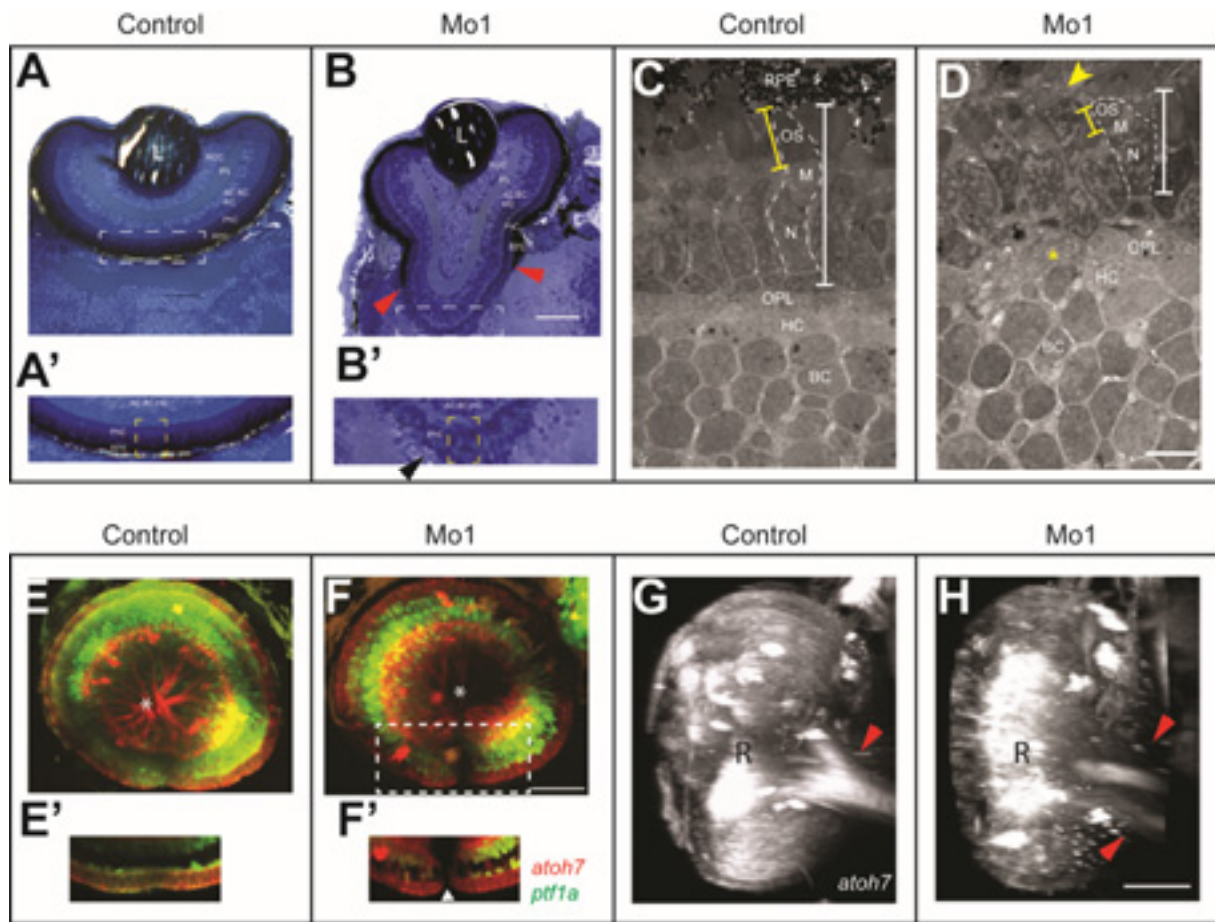 Control Mo1 Control Mo1
A B C D
L L
RPE
OS OS
M M
N N
OPL OPL
HC HC
BC
A' B'
Control Mo1 Control Mo1
E F G H
* *
R R
E' F'
atoh7
ptf1a
atoh7